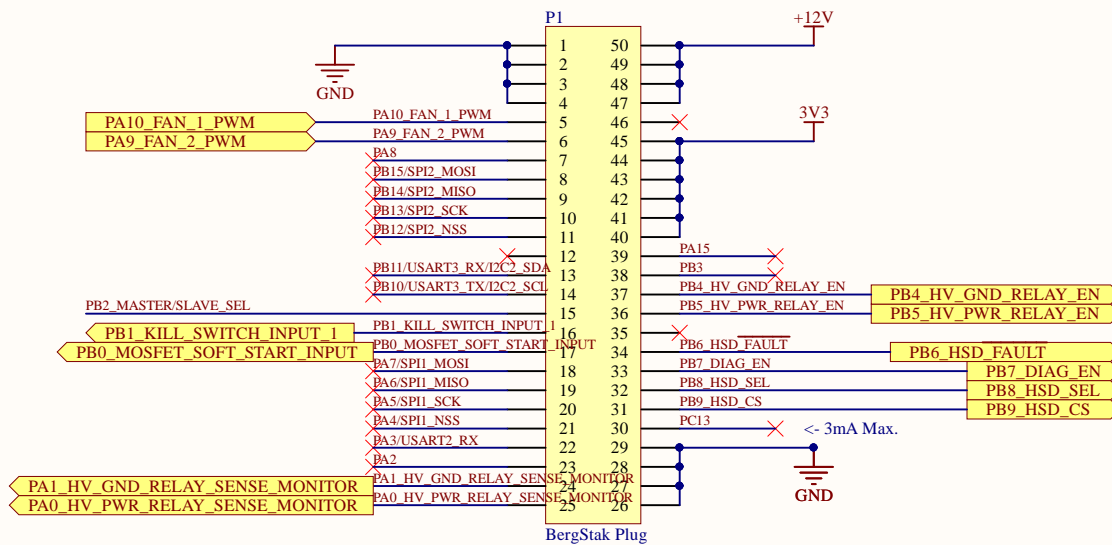 P1
+12V
1 50
2 49
3 48
GND
4 47
PA10_FAN_1_PWM PA10_FAN_1_PWM 5 46
3V3
PA9_FAN_2_PWM PA9_FAN_2_PWM 6 45
PA8 7 44
PB15/SPI2_MOSI 8 43
PB14/SPI2_MISO 9 42
PB13/SPI2_SCK 10 41
PB12/SPI2_NSS 11 40
12 39 PA15
PB11/USART3_RX/I2C2_SDA 13 38 PB3
PB10/USART3_TX/I2C2_SCL 14 37 PB4_HV_GND_RELAY_EN PB4_HV_GND_RELAY_EN
PB2_MASTER/SLAVE_SEL 15 36 PB5_HV_PWR_RELAY_EN PB5_HV_PWR_RELAY_EN
PB1_KILL_SWITCH_INPUT_1 PB1_KILL_SWITCH_INPUT_1 16 35
PB0_MOSFET_SOFT_START_INPUT PB0_MOSFET_SOFT_START_INPUT 17 34 PB6_HSD_FAULT PB6_HSD_FAULT
PA7/SPI1_MOSI 18 33 PB7_DIAG_EN PB7_DIAG_EN
PA6/SPI1_MISO 19 32 PB8_HSD_SEL PB8_HSD_SEL
PA5/SPI1_SCK 20 31 PB9_HSD_CS PB9_HSD_CS
PA4/SPI1_NSS 21 30 PC13 <- 3mA Max.
PA3/USART2_RX 22 29
PA2 23 28
PA1_HV_GND_RELAY_SENSE_MONITOR PA1_HV_GND_RELAY_SENSE_MONITOR 24 27
GND
PA0_HV_PWR_RELAY_SENSE_MONITOR PA0_HV_PWR_RELAY_SENSE_MONITOR 25 26
BergStak Plug